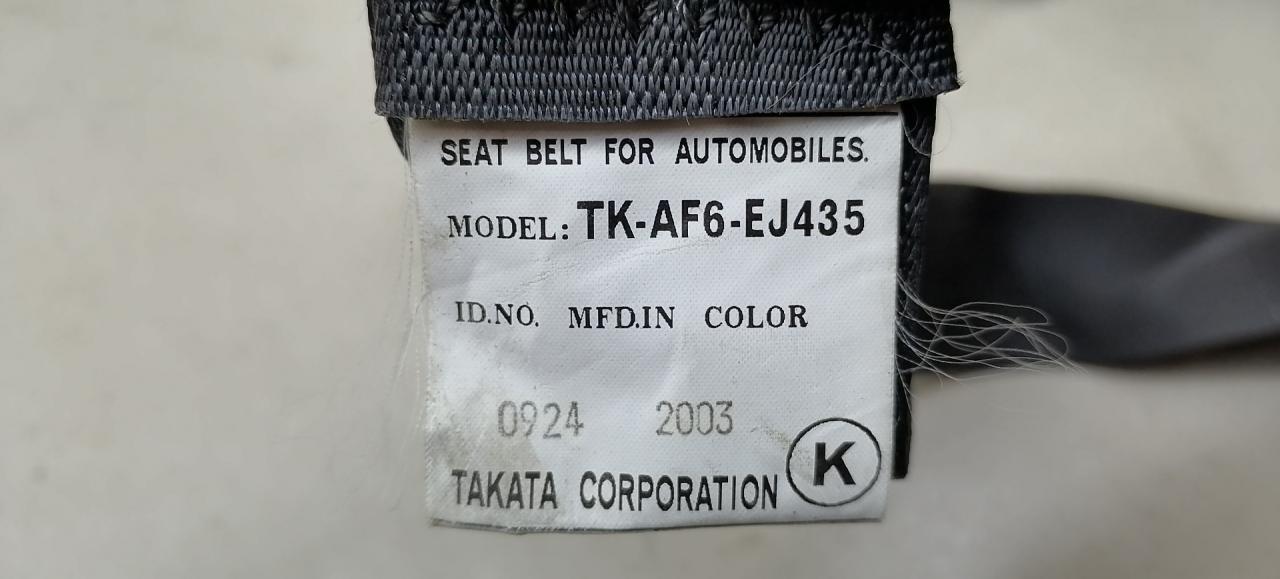 SEAT BELT FOR AUTOMOBILES.
MODEL: TK-AF6-EJ435
ID.NO. MFD.IN COLOR
0924 2003
TAKATA CORPORATION K